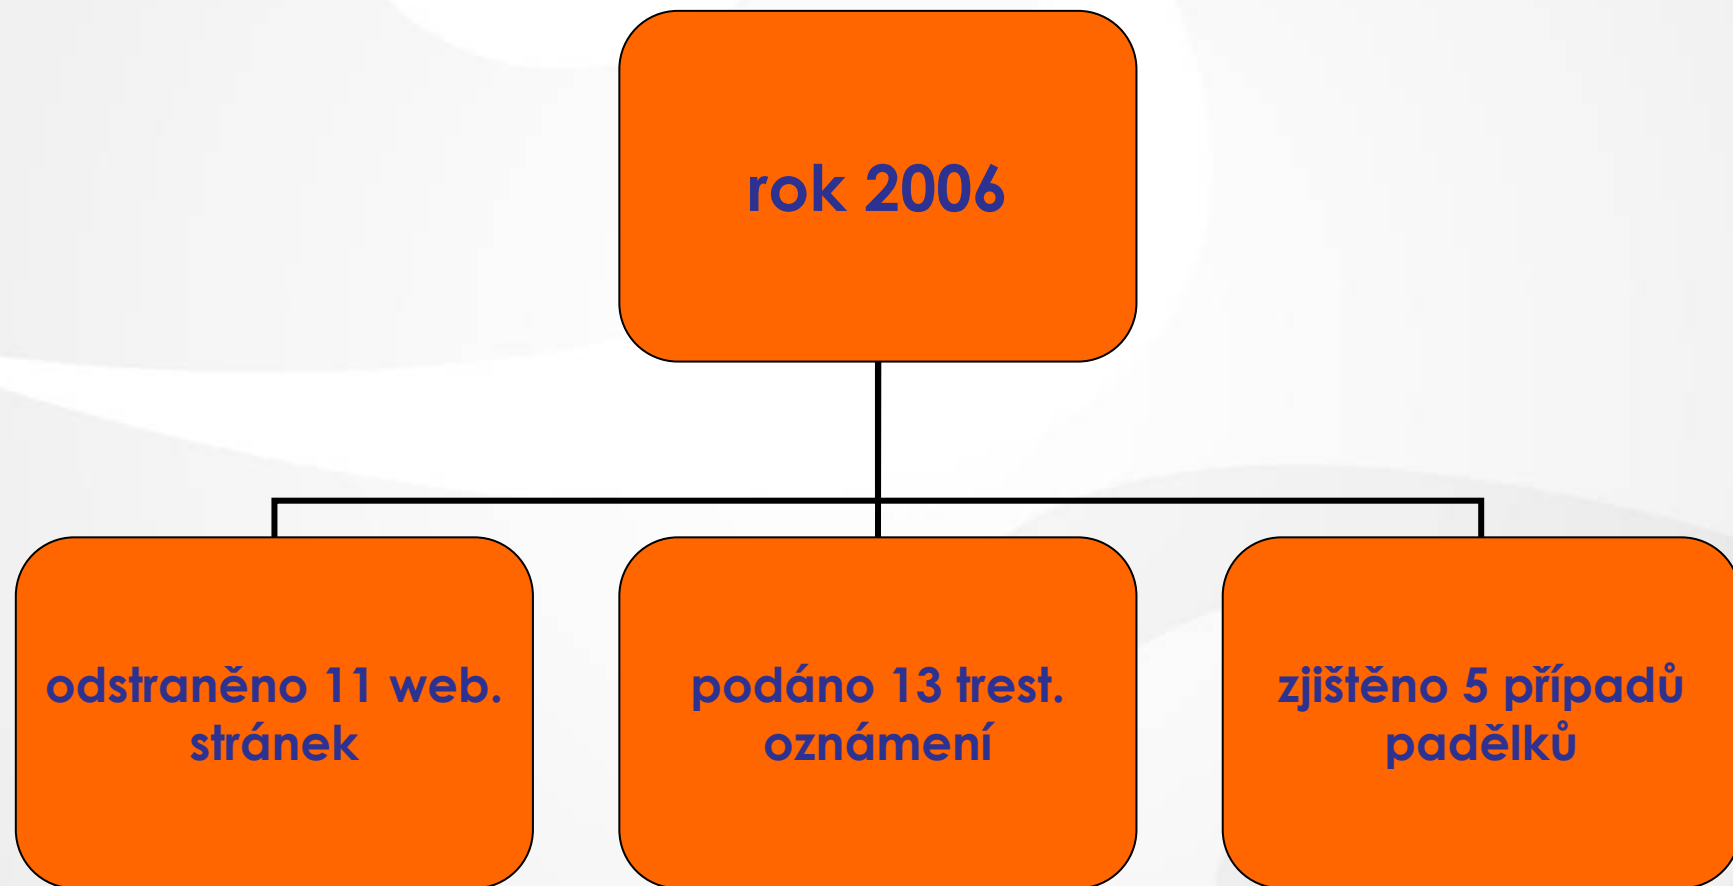 rok 2006
odstraněno 11 web.
stránek
podáno 13 trest.
oznámení
zjištěno 5 případů
padělků